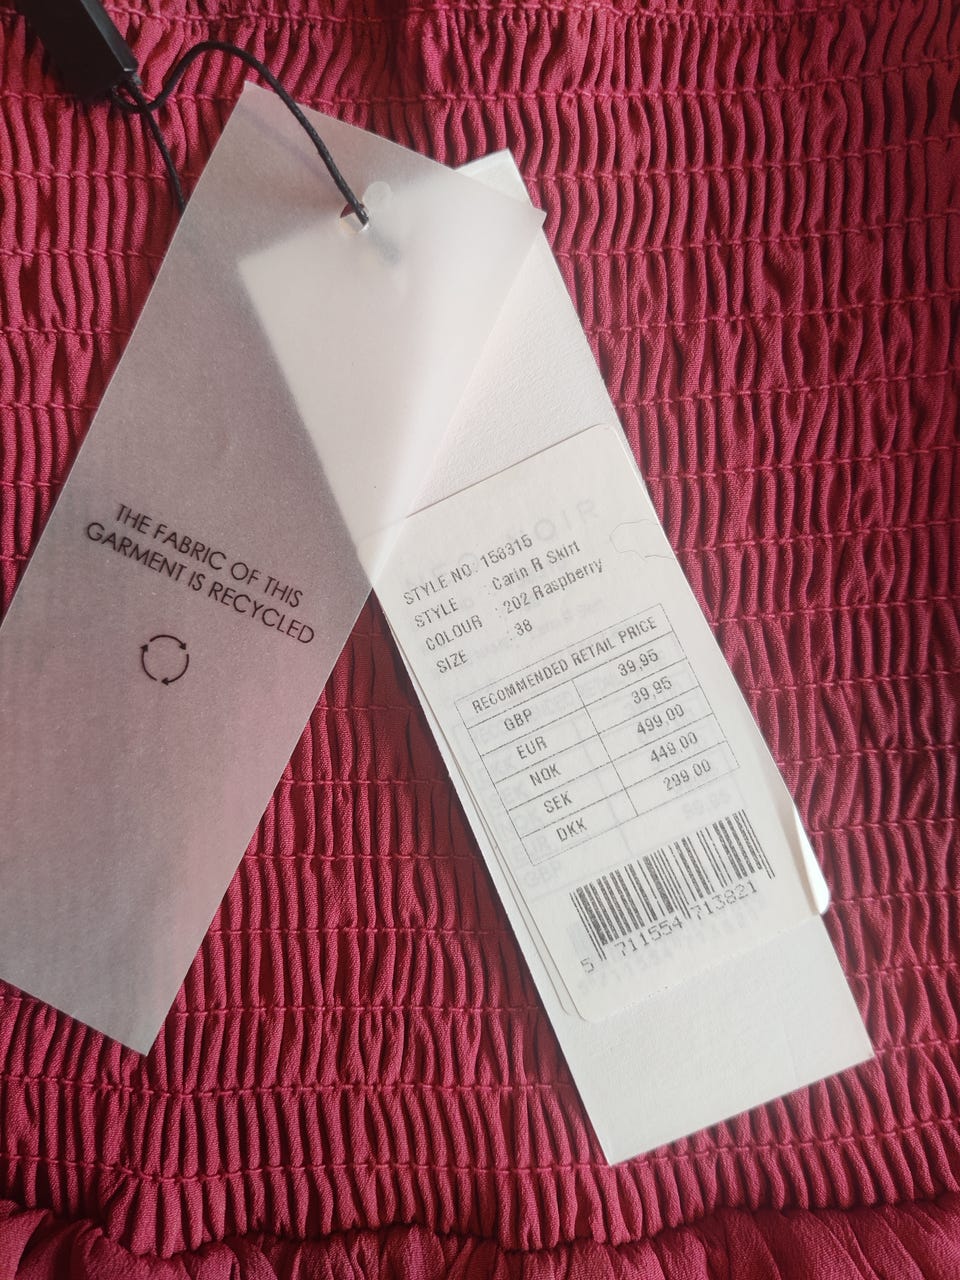 THE FABRIC OF THIS
GARMENT IS RECYCLED
STYLE NO: 158315
STYLE : Carin R Skirt
COLOUR : 202 Raspberry
SIZE : 38
RECOMMENDED RETAIL PRICE
GBP 39,95
EUR 39,95
NOK 499,00
SEK 449,00
DKK 299,00
5 711554 713821